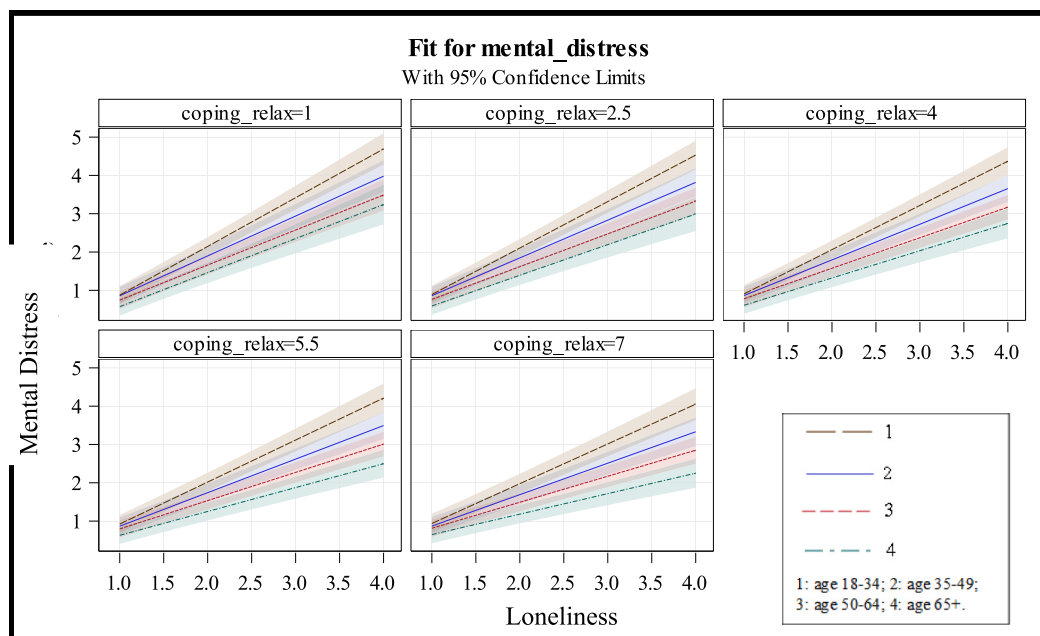 Fit for mental_distress
With 95% Confidence Limits
coping_relax=1
coping_relax=2.5
coping_relax=4
5
4
3
2
1
1.0 1.5 2.0 2.5 3.0 3.5 4.0
coping_relax=5.5
coping_relax=7
5
4
3
2
1
Mental Distress
1.0 1.5 2.0 2.5 3.0 3.5 4.0
1.0 1.5 2.0 2.5 3.0 3.5 4.0
Loneliness
1
2
3
4
1: age 18-34; 2: age 35-49;
3: age 50-64; 4: age 65+.